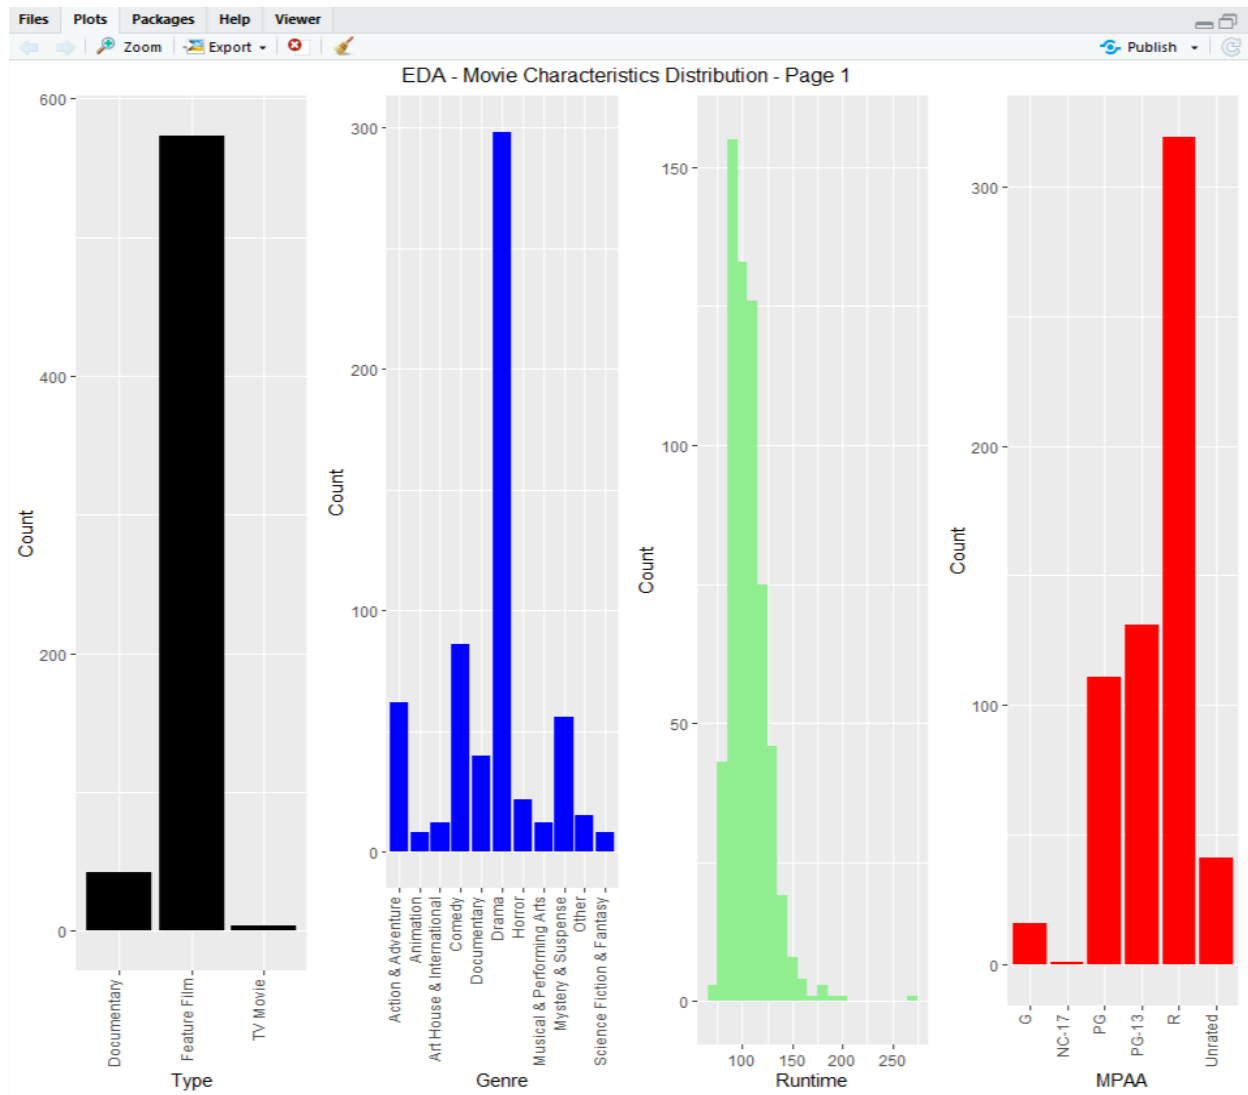 Files Plots Packages Help Viewer
Zoom Export Publish
EDA - Movie Characteristics Distribution - Page 1
600
400
200
0
Count
Documentary
Feature Film
TV Movie
Type
300
200
100
0
Count
Action & Adventure
Animation
Art House & International
Comedy
Documentary
Drama
Horror
Musical & Performing Arts
Mystery & Suspense
Other
Science Fiction & Fantasy
Genre
150
100
50
0
Count
100 150 200 250
Runtime
300
200
100
0
Count
G
NC-17
PG
PG-13
R
Unrated
MPAA